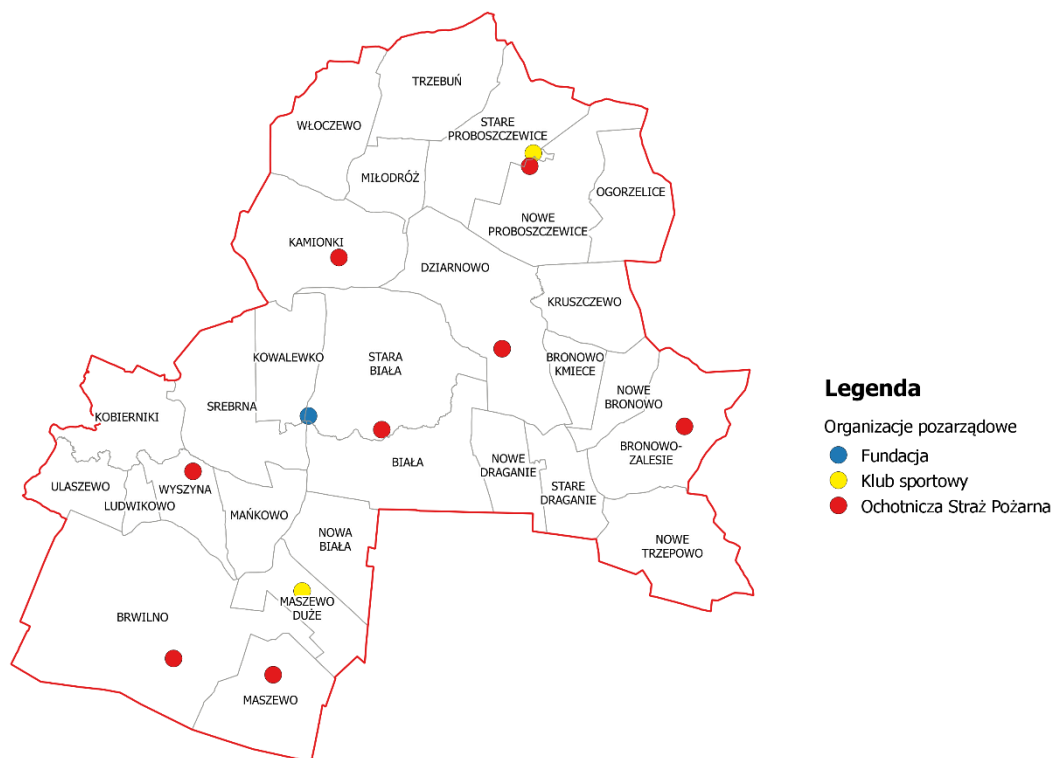 TRZEBUŃ
WŁOCZEWO
STARE
PROBOSZCZEWICE
MIŁODRÓŻ
OGORZELICE
NOWE
PROBOSZCZEWICE
KAMIONKI
DZIARNOWO
KRUSZCZEWO
KOWALEWKO
STARA
BIAŁA
BRONOWO
KMIECE
NOWE
BRONOWO
SREBRNA
KOBIERNIKI
BRONOWO-
ZALESIE
BIAŁA
NOWE
DRAGANIE
STARE
DRAGANIE
ULASZEWO
WYSZYNA
LUDWIKOWO
MAŃKOWO
NOWA
BIAŁA
NOWE
TRZEPOWO
MASZEWO
DUŻE
BRWILNO
MASZEWO
Legenda
Organizacje pozarządowe
Fundacja
Klub sportowy
Ochotnicza Straż Pożarna